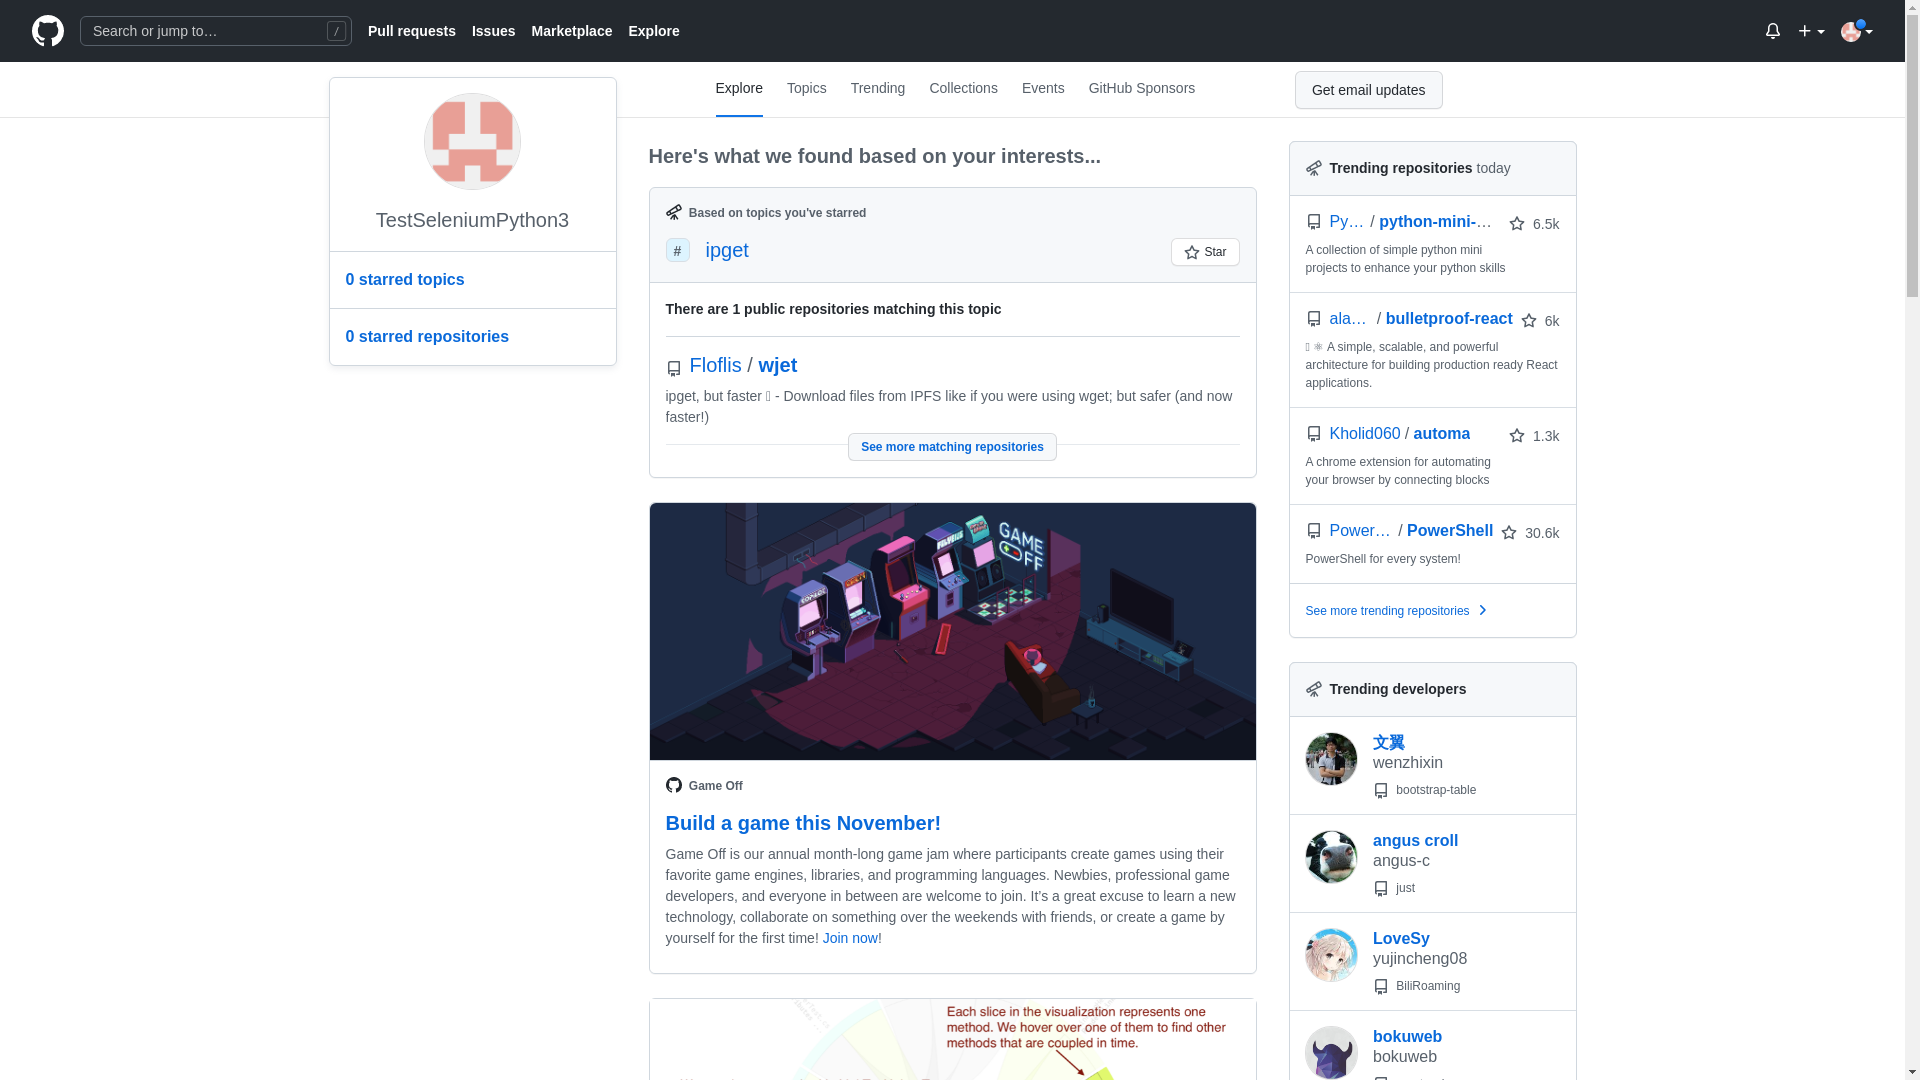 Search or jump to…
/
Pull requests
Issues
Marketplace
Explore
Explore
Topics
Trending
Collections
Events
GitHub Sponsors
Get email updates
TestSeleniumPython3
0 starred topics
0 starred repositories
Here's what we found based on your interests...
Based on topics you've starred
# ipget
Star
There are 1 public repositories matching this topic
Floflis / wjet
ipget, but faster - Download files from IPFS like if you were using wget; but safer (and now
faster!)
See more matching repositories
GAME
OFF
Game Off
Build a game this November!
Game Off is our annual month-long game jam where participants create games using their
favorite game engines, libraries, and programming languages. Newbies, professional game
developers, and everyone in between are welcome to join. It's a great excuse to learn a new
technology, collaborate on something over the weekends with friends, or create a game by
yourself for the first time! Join now!
Each slice in the visualization represents one
method. We hover over one of them to find other
methods that are coupled in time.
Trending repositories today
Py… / python-mini-…
6.5k
A collection of simple python mini
projects to enhance your python skills
ala… / bulletproof-react
6k
⚛ A simple, scalable, and powerful
architecture for building production ready React
applications.
Kholid060 / automa
1.3k
A chrome extension for automating
your browser by connecting blocks
Power… / PowerShell
30.6k
PowerShell for every system!
See more trending repositories
Trending developers
文翼
wenzhixin
bootstrap-table
angus croll
angus-c
just
LoveSy
yujincheng08
BiliRoaming
bokuweb
bokuweb